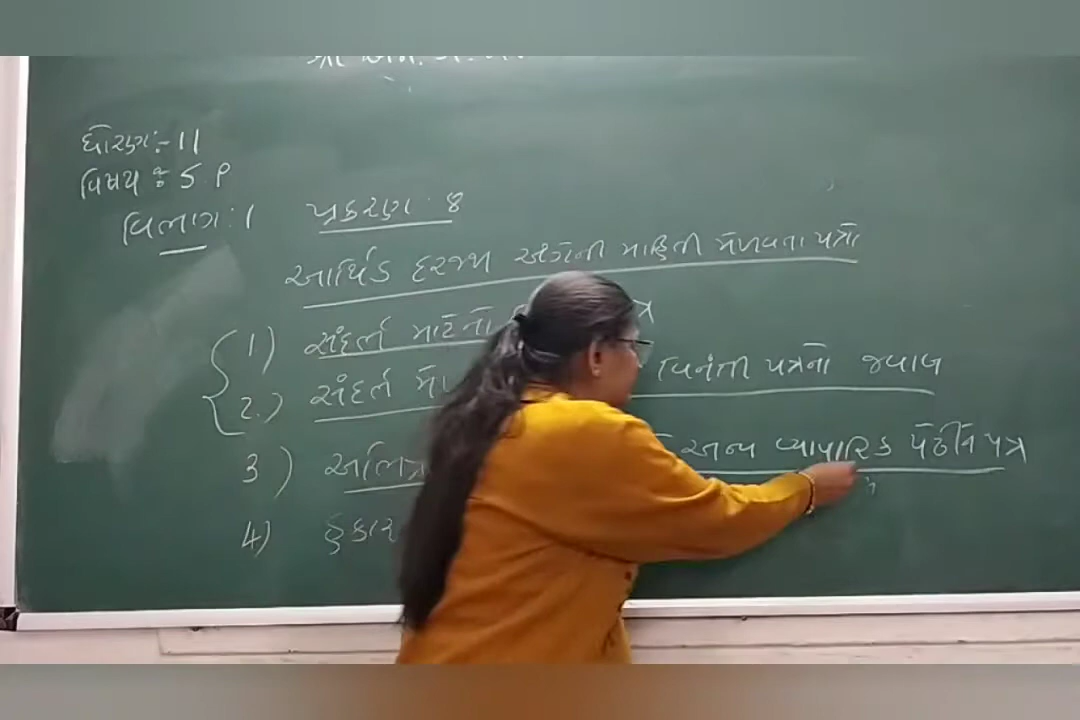 ધોરણ :- 11
વિષય : S.P
વિભાગ : 1 પ્રકરણ : ૪
આર્થિક દરજ્જા અંગેની માહિતી મેળવતા પત્રો
1) સંદર્ભ માટેનો
2.) સંદર્ભ વિનંતી પત્રનો જવાબ
3) અન્ય વ્યાપારિક પેઢીને પત્ર
4)